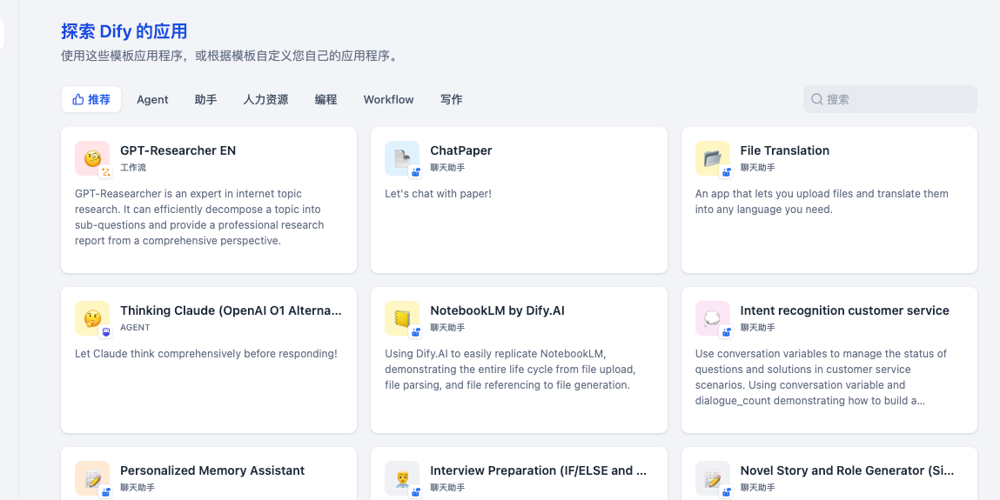 探索 Dify 的应用
使用这些模板应用程序，或根据模板自定义您自己的应用程序。
推荐 Agent 助手 人力资源 编程 Workflow 写作 搜索
GPT-Researcher EN
工作流
GPT-Reasearcher is an expert in internet topic
research. It can efficiently decompose a topic into
sub-questions and provide a professional research
report from a comprehensive perspective.
ChatPaper
聊天助手
Let's chat with paper!
File Translation
聊天助手
An app that lets you upload files and translate them
into any language you need.
Thinking Claude (OpenAI O1 Alterna...
AGENT
Let Claude think comprehensively before responding!
NotebookLM by Dify.AI
聊天助手
Using Dify.AI to easily replicate NotebookLM,
demonstrating the entire life cycle from file upload,
file parsing, and file referencing to file generation.
Intent recognition customer service
聊天助手
Use conversation variables to manage the status of
questions and solutions in customer service
scenarios. Using conversation variable and
dialogue_count demonstrating how to build a...
Personalized Memory Assistant
聊天助手
Interview Preparation (IF/ELSE and ...
聊天助手
Novel Story and Role Generator (Si...
聊天助手